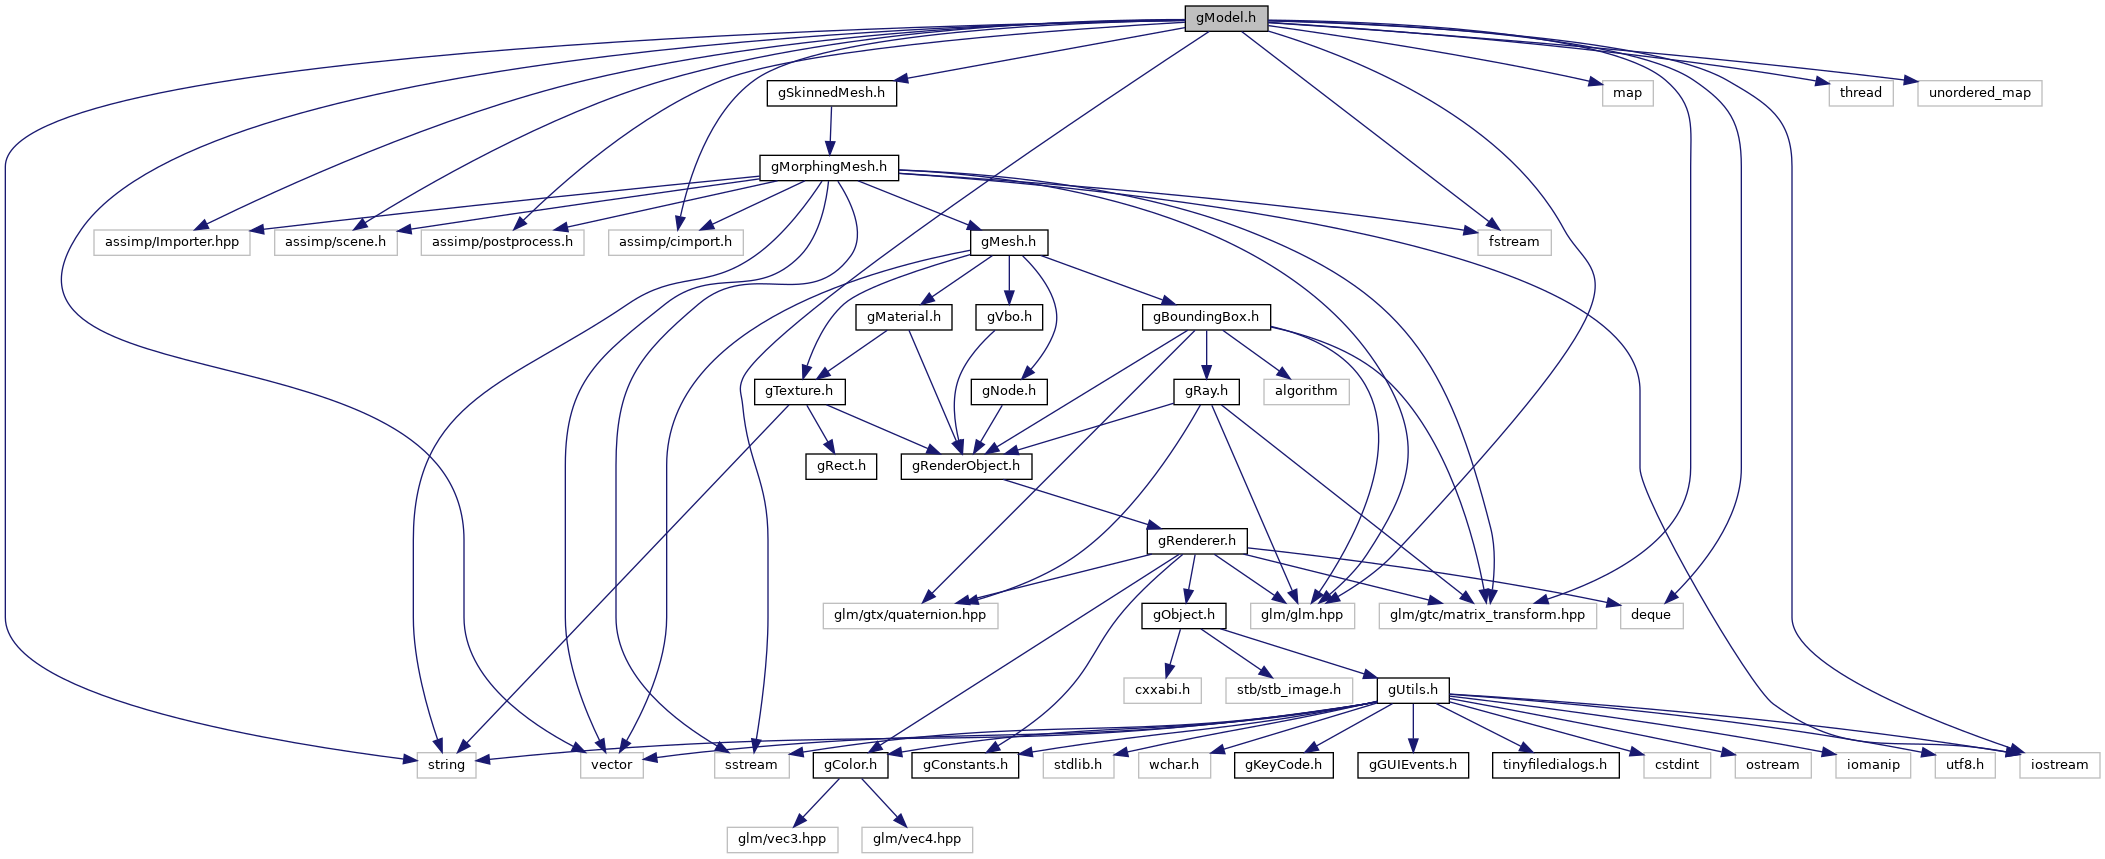 gModel.h
gSkinnedMesh.h
map
thread
unordered_map
gMorphingMesh.h
assimp/Importer.hpp
assimp/scene.h
assimp/postprocess.h
assimp/cimport.h
gMesh.h
fstream
gMaterial.h
gVbo.h
gBoundingBox.h
gTexture.h
gNode.h
gRay.h
algorithm
gRect.h
gRenderObject.h
gRenderer.h
glm/gtx/quaternion.hpp
gObject.h
glm/glm.hpp
glm/gtc/matrix_transform.hpp
deque
cxxabi.h
stb/stb_image.h
gUtils.h
string
vector
sstream
gColor.h
gConstants.h
stdlib.h
wchar.h
gKeyCode.h
gGUIEvents.h
tinyfiledialogs.h
cstdint
ostream
iomanip
utf8.h
iostream
glm/vec3.hpp
glm/vec4.hpp